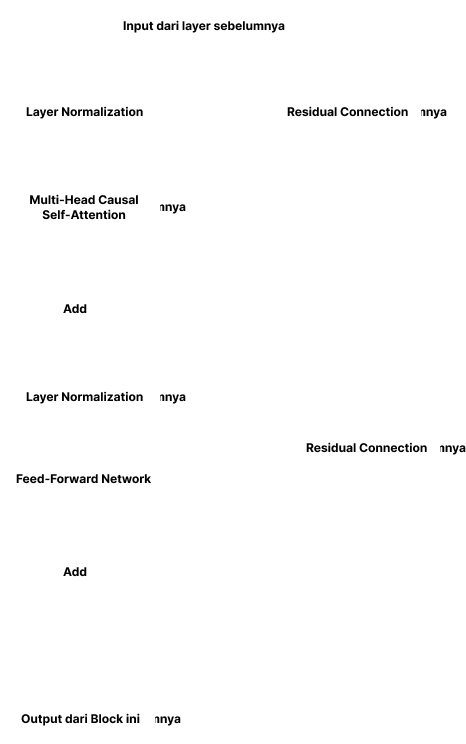 Input dari layer sebelumnya
Layer Normalization
Residual Connection nnya
Multi-Head Causal
Self-Attention
nnya
Add
Layer Normalization nnya
Residual Connection nnya
Feed-Forward Network
Add
Output dari Block ini nnya